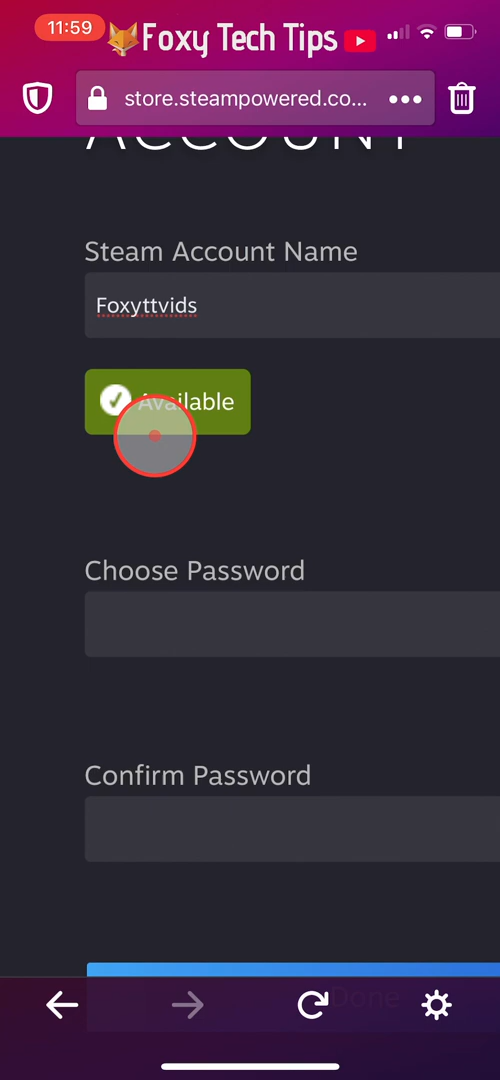 11:59
Foxy Tech Tips
store.steampowered.co...
ACCOUNT
Steam Account Name
Foxyttvids
Available
Choose Password
Confirm Password
Done